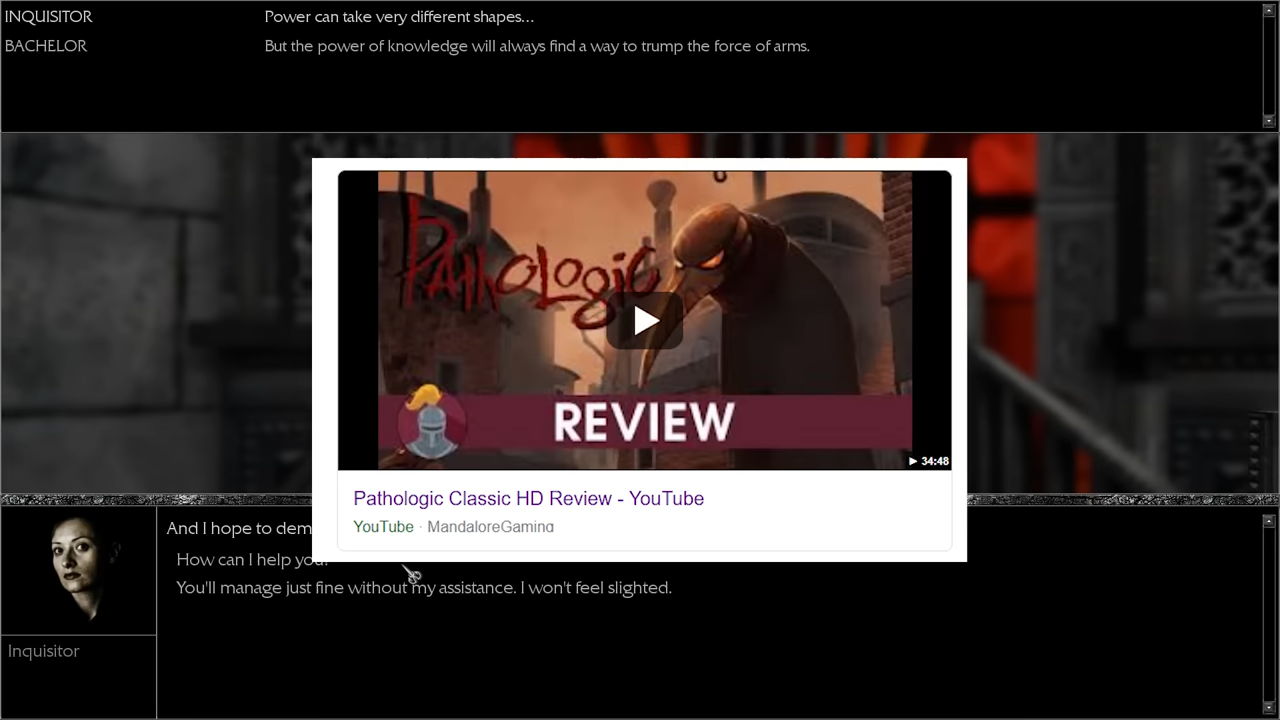 INQUISITOR Power can take very different shapes...
BACHELOR But the power of knowledge will always find a way to trump the force of arms.
Pathologic
REVIEW
34:48
Pathologic Classic HD Review - YouTube
YouTube · MandaloreGaming
And I hope to dem
How can I help you?
You'll manage just fine without my assistance. I won't feel slighted.
Inquisitor